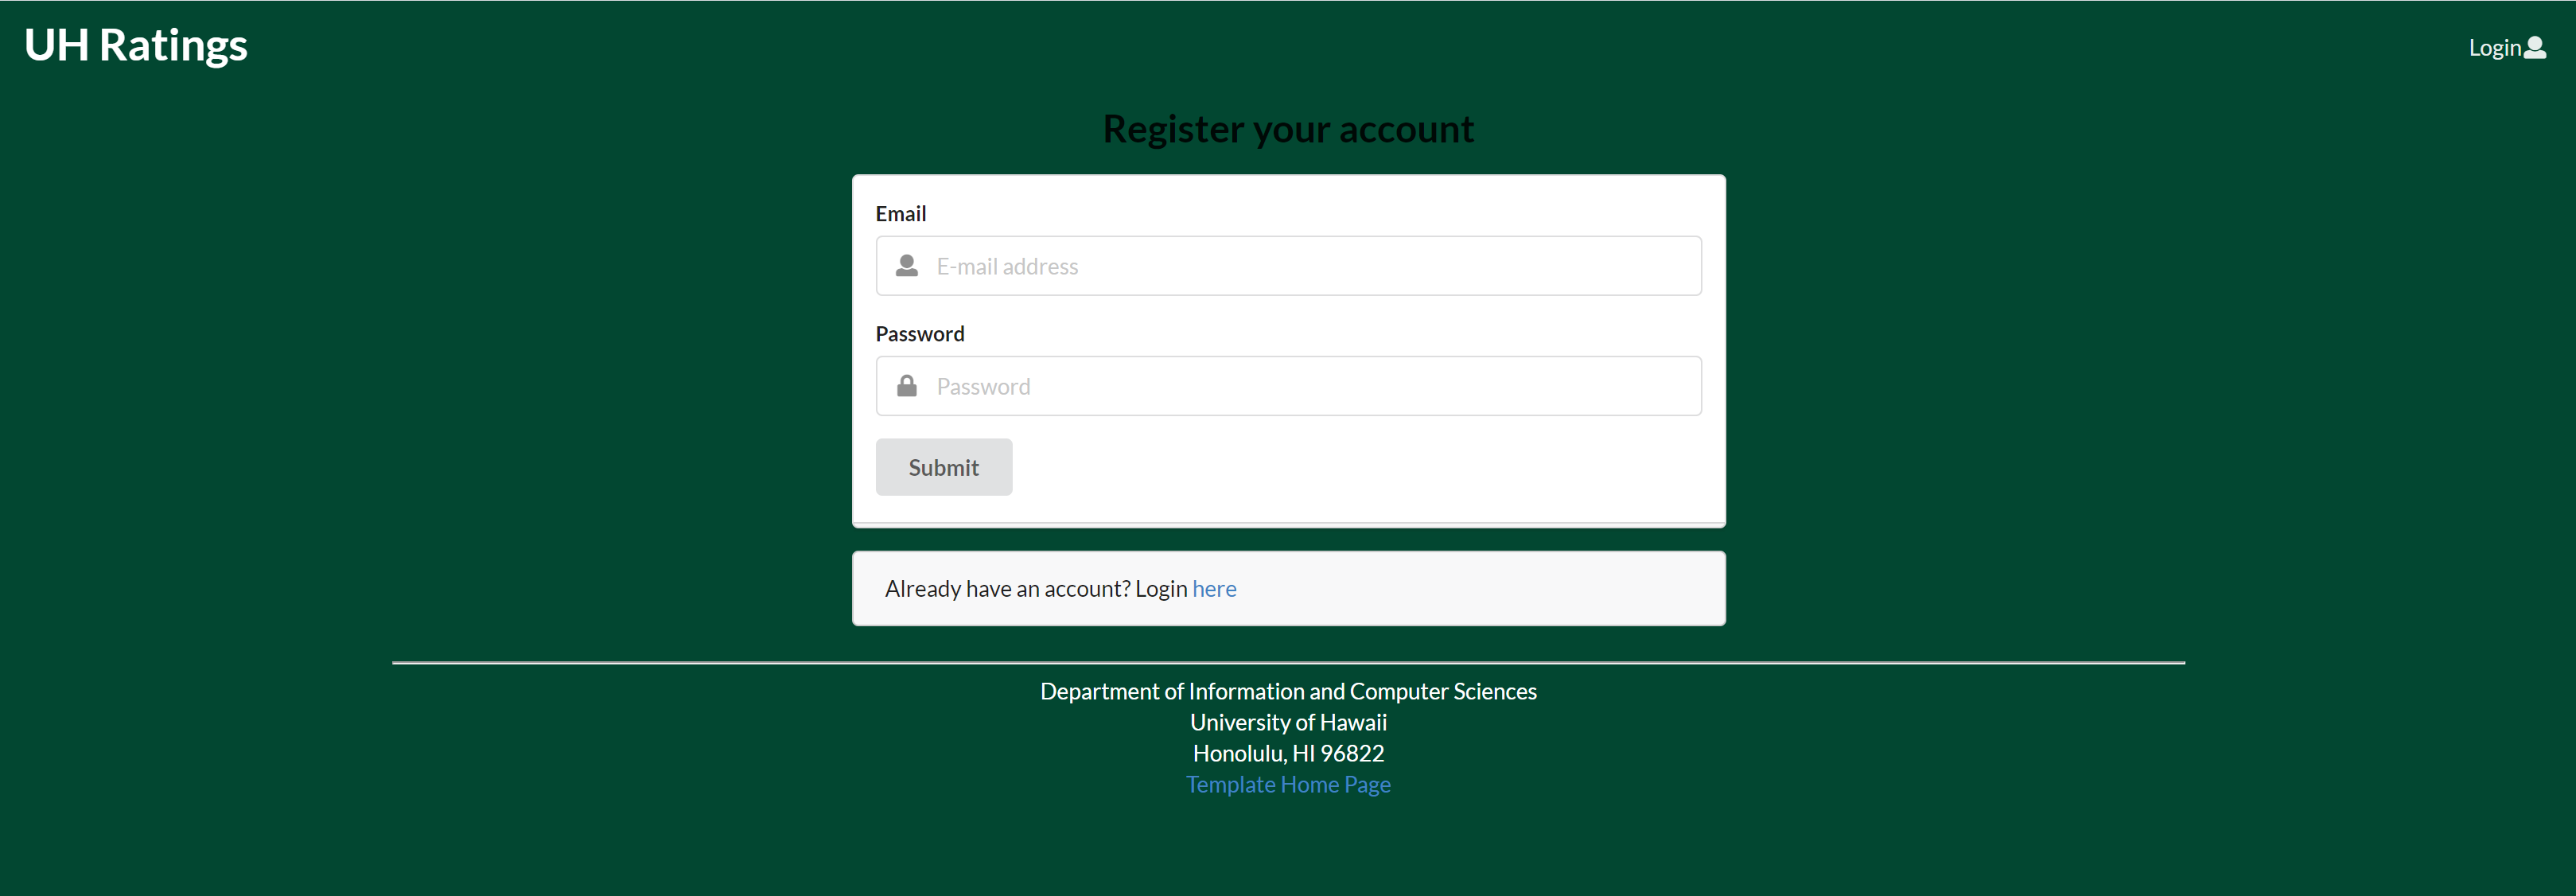 UH Ratings
Login
Register your account
Email
E-mail address
Password
Password
Submit
Already have an account? Login here
Department of Information and Computer Sciences
University of Hawaii
Honolulu, HI 96822
Template Home Page